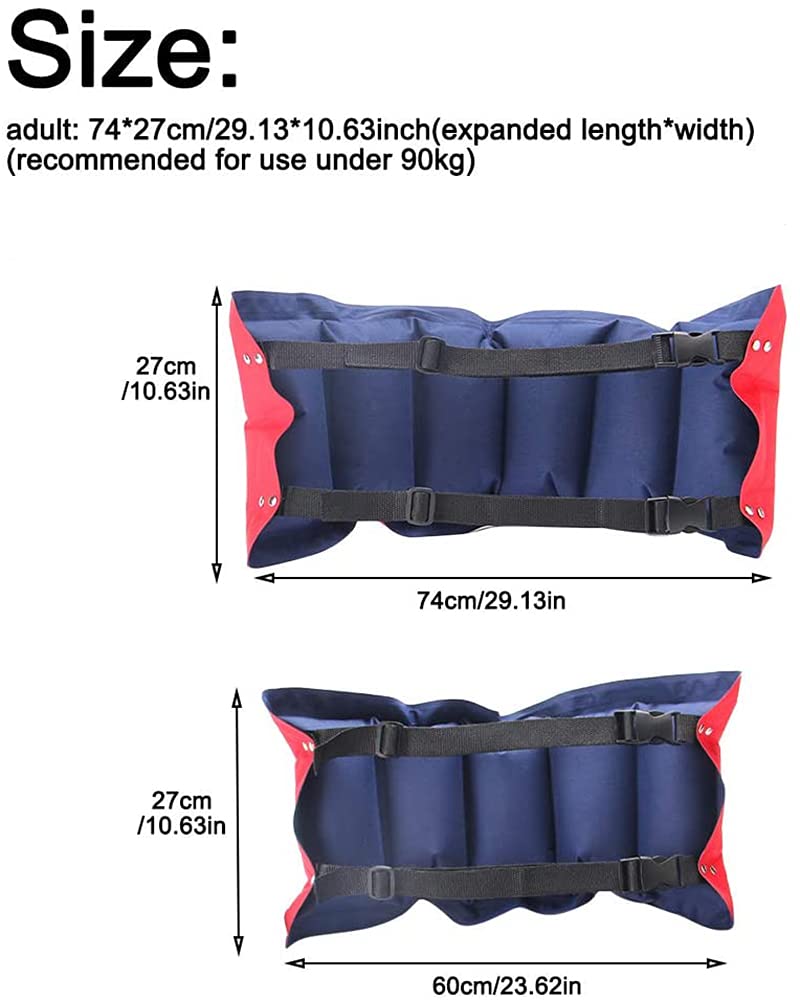 Size:
adult: 74*27cm/29.13*10.63inch(expanded length*width)
(recommended for use under 90kg)
27cm
/10.63in
74cm/29.13in
27cm
/10.63in
60cm/23.62in